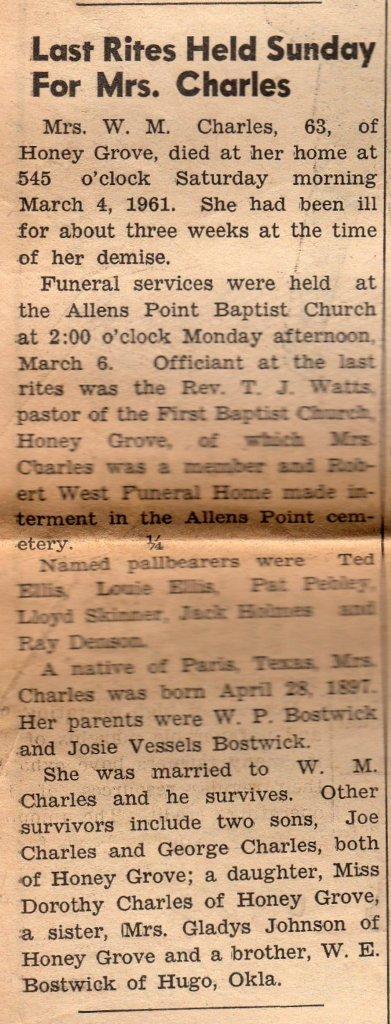 Last Rites Held Sunday
For Mrs. Charles
Mrs. W. M. Charles, 63, of
Honey Grove, died at her home at
545 o'clock Saturday morning
March 4, 1961. She had been ill
for about three weeks at the time
of her demise.
Funeral services were held at
the Allens Point Baptist Church
at 2:00 o'clock Monday afternoon,
March 6. Officiant at the last
rites was the Rev. T. J. Watts,
pastor of the First Baptist Church,
Honey Grove, of which Mrs.
Charles was a member and Rob-
ert West Funeral Home made in-
terment in the Allens Point cem-
etery. ¼
Named pallbearers were Ted
Ellis, Louie Ellis, Pat Pebley,
Lloyd Skinner, Jack Holmes and
Ray Denson.
A native of Paris, Texas, Mrs.
Charles was born April 28, 1897.
Her parents were W. P. Bostwick
and Josie Vessels Bostwick.
She was married to W. M.
Charles and he survives. Other
survivors include two sons, Joe
Charles and George Charles, both
of Honey Grove; a daughter, Miss
Dorothy Charles of Honey Grove,
a sister, Mrs. Gladys Johnson of
Honey Grove and a brother, W. E.
Bostwick of Hugo, Okla.